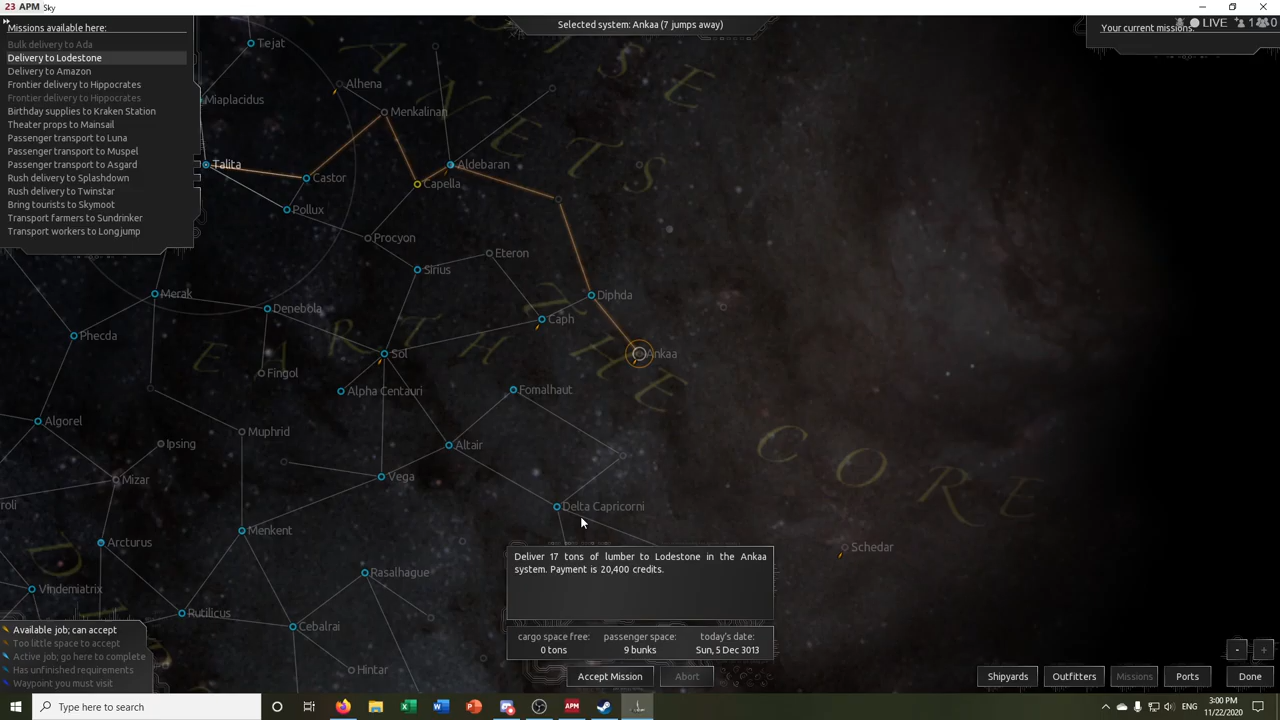 23 APM Sky
Missions available here:
Selected system: Ankaa (7 jumps away)
LIVE
1
0
Your current missions:
Bulk delivery to Ada
Delivery to Lodestone
Delivery to Amazon
Frontier delivery to Hippocrates
Frontier delivery to Hippocrates
Birthday supplies to Kraken Station
Theater props to Mainsail
Passenger transport to Luna
Passenger transport to Muspel
Passenger transport to Asgard
Rush delivery to Splashdown
Rush delivery to Twinstar
Bring tourists to Skymoot
Transport farmers to Sundrinker
Transport workers to Longjump
Tejat
Alhena
Miaplacidus
Menkalinan
Talita
Castor
Aldebaran
Capella
Pollux
Procyon
Eteron
Sirius
Merak
Denebola
Diphda
Caph
Phecda
EARTH
THE
CORE
Sol
Ankaa
Fingol
Alpha Centauri
Fomalhaut
Algorel
Muphrid
Ipsing
Altair
Mizar
Vega
Delta Capricorni
roli
Menkent
Arcturus
Schedar
Rasalhague
Vindemiatrix
Rutilicus
Cebalrai
Hintar
Deliver 17 tons of lumber to Lodestone in the Ankaa
system. Payment is 20,400 credits.
cargo space free:
0 tons
passenger space:
9 bunks
today's date:
Sun, 5 Dec 3013
Available job; can accept
Too little space to accept
Active job; go here to complete
Has unfinished requirements
Waypoint you must visit
- +
Accept Mission
Abort
Shipyards
Outfitters
Missions
Ports
Done
Type here to search
APM
ENG
3:00 PM
11/22/2020